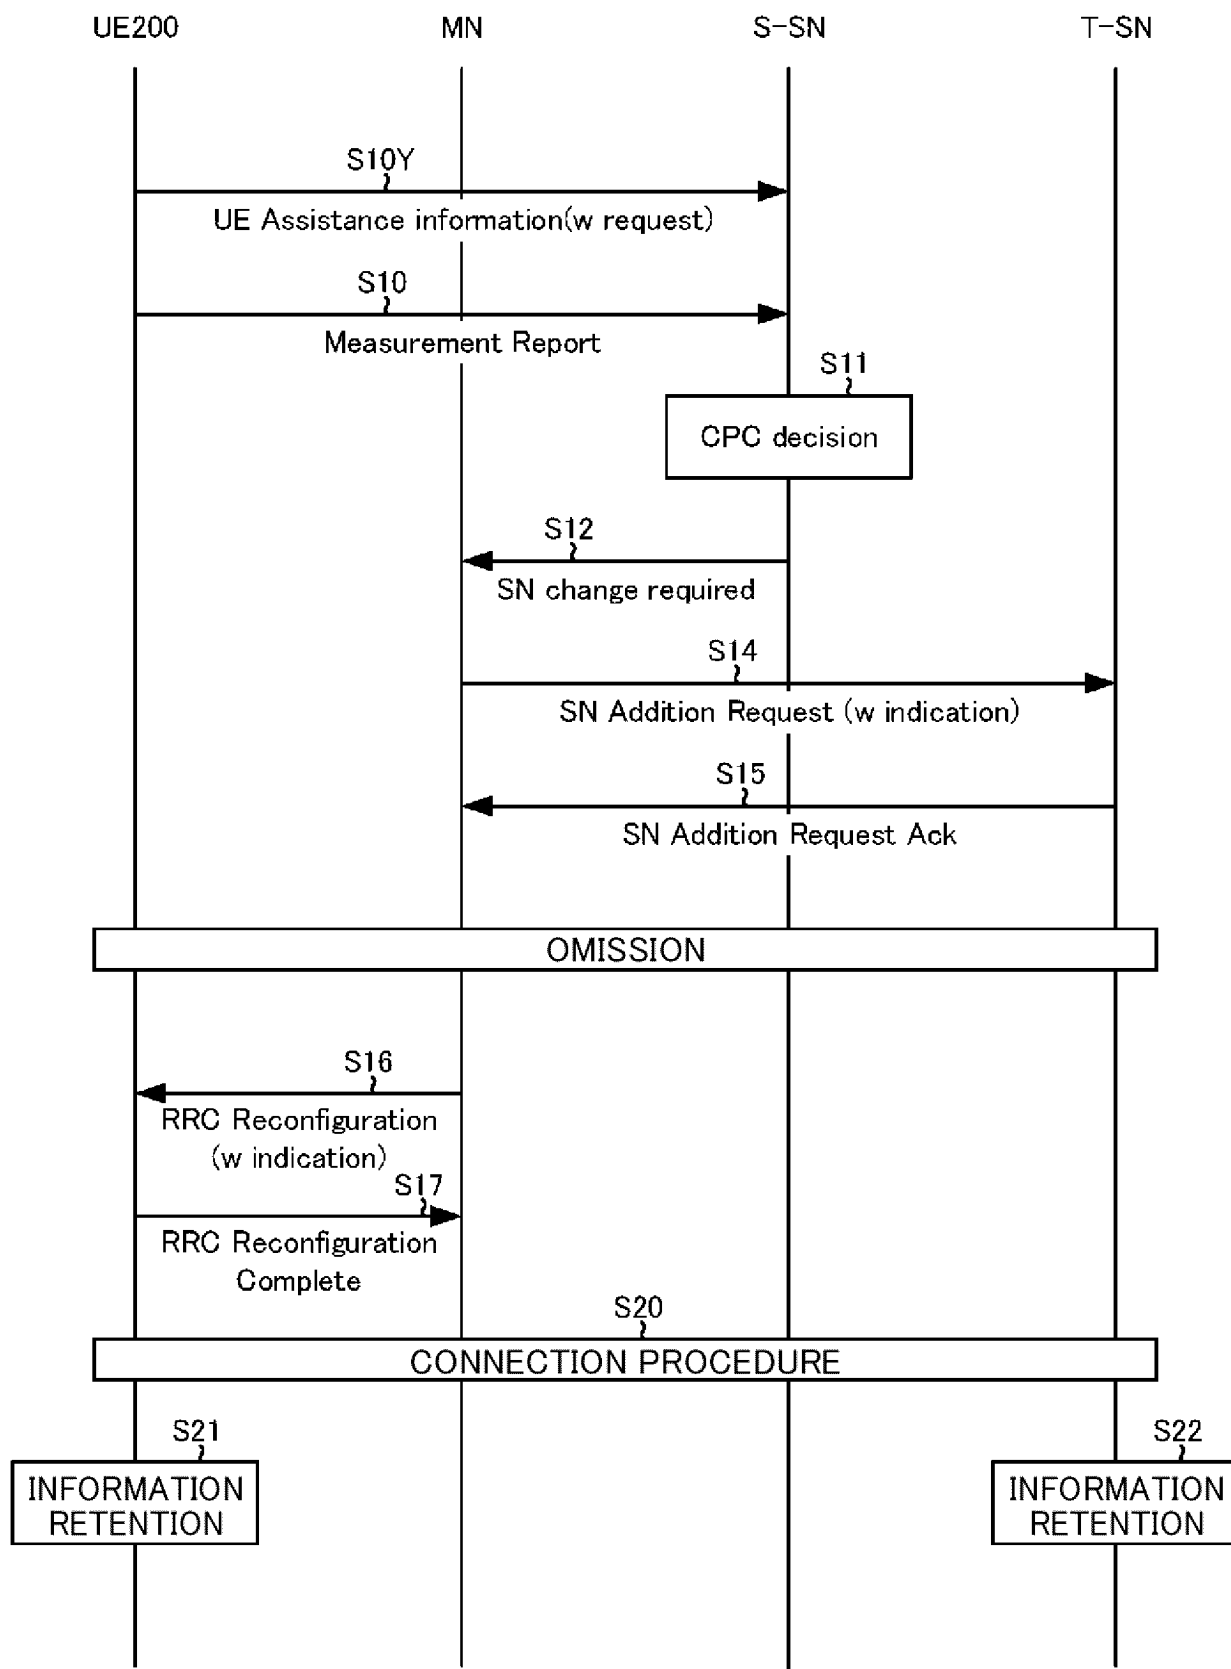 UE200 MN S-SN T-SN
S10Y
UE Assistance information(w request)
S10
Measurement Report
S11
CPC decision
S12
SN change required
S14
SN Addition Request (w indication)
S15
SN Addition Request Ack
OMISSION
S16
RRC Reconfiguration
(w indication)
S17
RRC Reconfiguration
Complete
S20
CONNECTION PROCEDURE
S21
INFORMATION
RETENTION
S22
INFORMATION
RETENTION